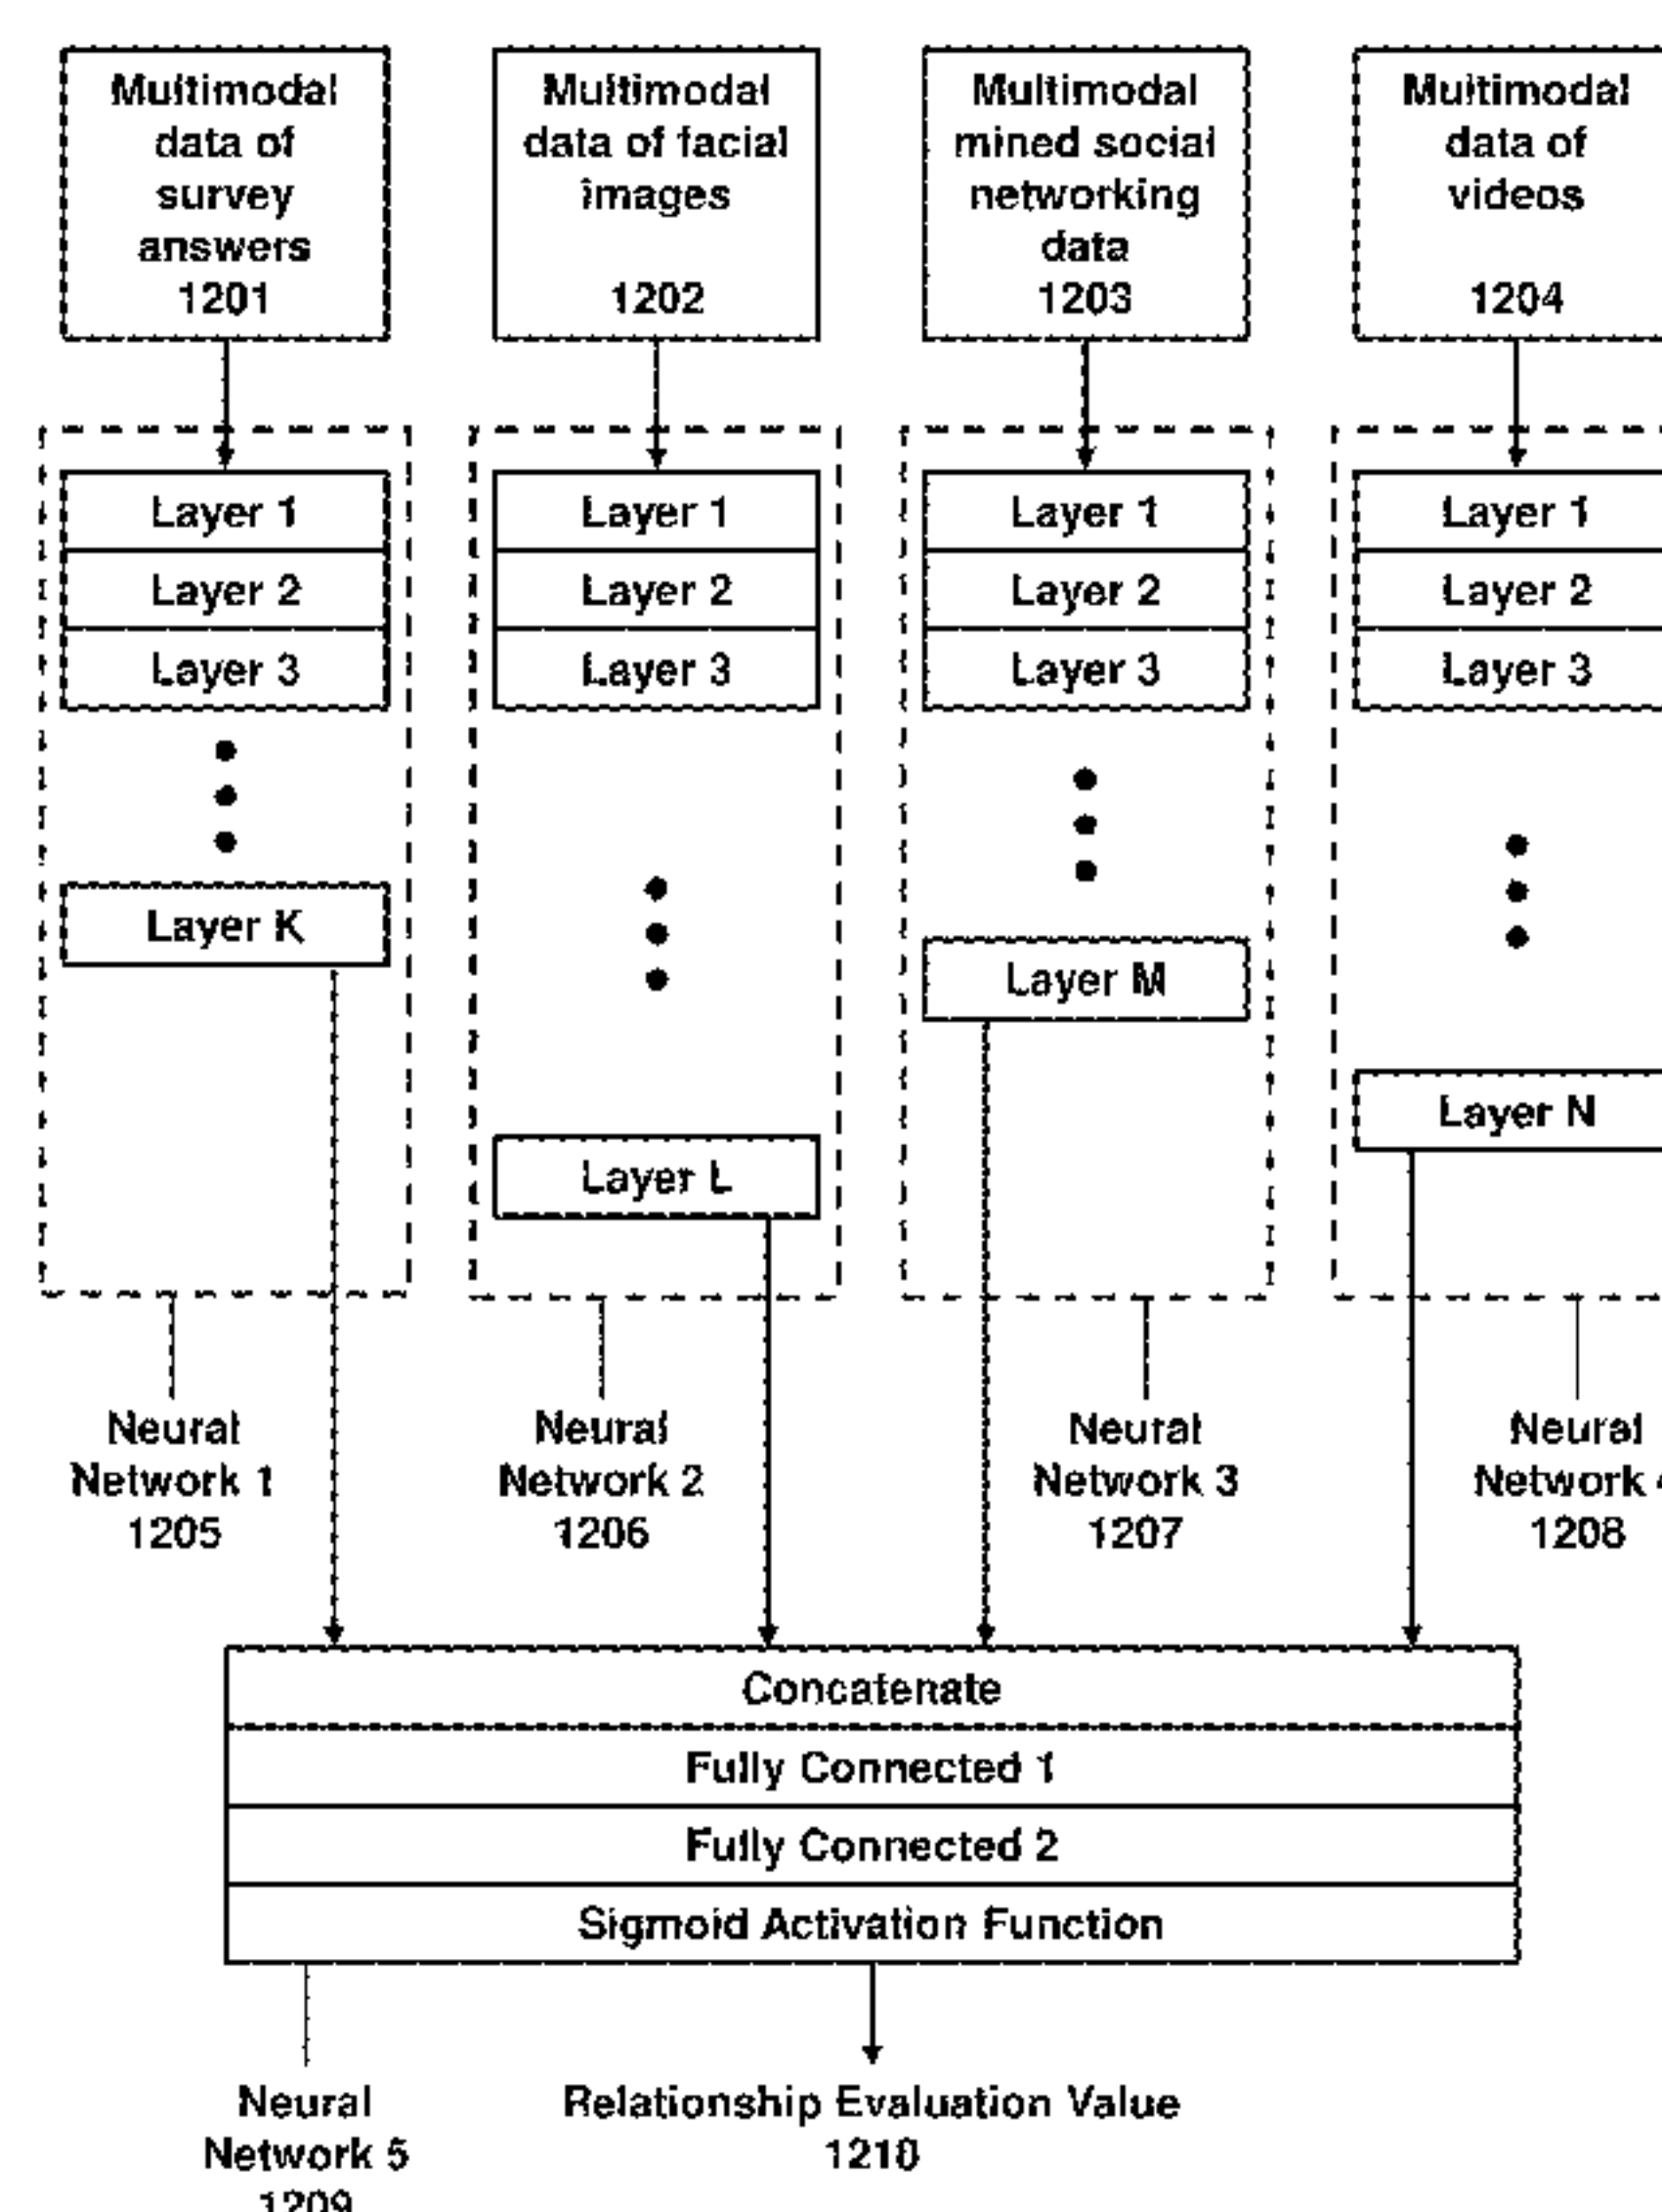 Multimodal
data of
survey
answers
1201
Multimodal
data of facial
images
1202
Multimodal
mined social
networking
data
1203
Multimodal
data of
videos
1204
Layer 1
Layer 2
Layer 3
Layer K
Layer 1
Layer 2
Layer 3
Layer L
Layer 1
Layer 2
Layer 3
Layer M
Layer 1
Layer 2
Layer 3
Layer N
Neural
Network 1
1205
Neural
Network 2
1206
Neural
Network 3
1207
Neural
Network 4
1208
Concatenate
Fully Connected 1
Fully Connected 2
Sigmoid Activation Function
Neural
Network 5
1209
Relationship Evaluation Value
1210